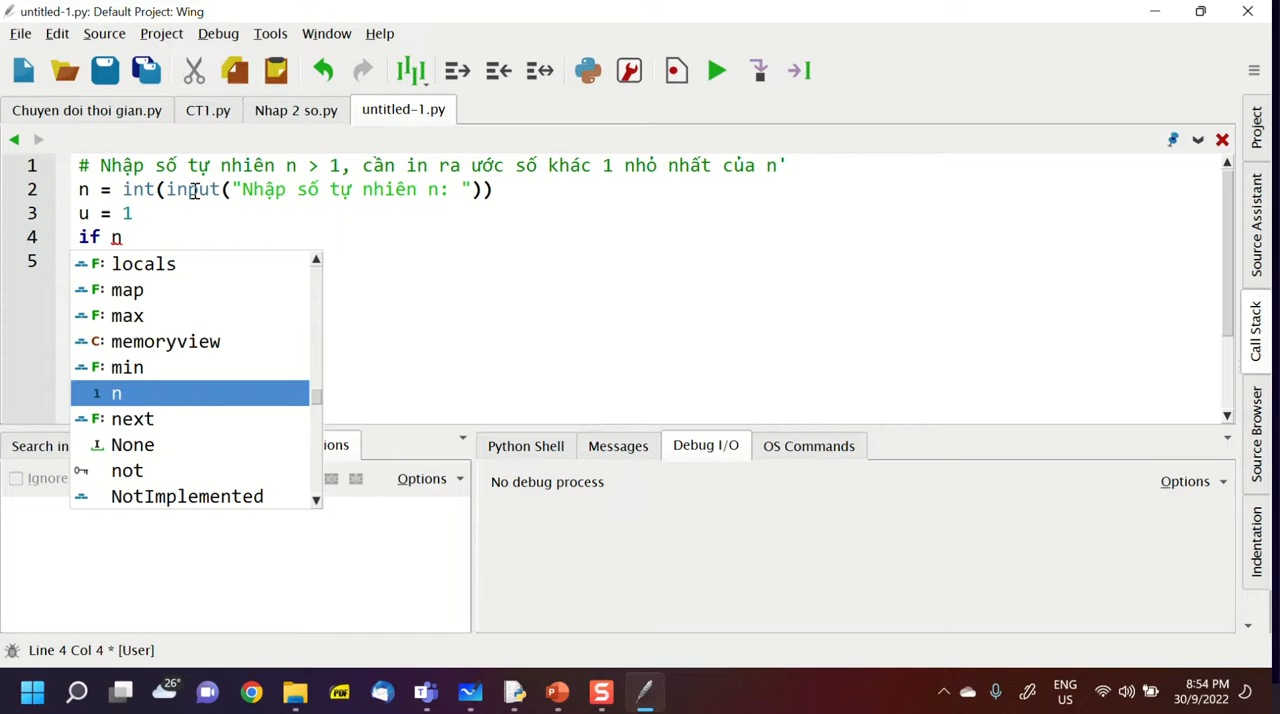 untitled-1.py: Default Project: Wing
File Edit Source Project Debug Tools Window Help
Chuyen doi thoi gian.py CT1.py Nhap 2 so.py untitled-1.py
1 # Nhập số tự nhiên n > 1, cần in ra ước số khác 1 nhỏ nhất của n'
2 n = int(input("Nhập số tự nhiên n: "))
3 u = 1
4 if n
5
F: locals
F: map
F: max
C: memoryview
F: min
1 n
F: next
I None
not
NotImplemented
Project
Source Assistant
Call Stack
Source Browser
Indentation
Search in ions
Ignore Options
Python Shell Messages Debug I/O OS Commands
No debug process Options
Line 4 Col 4 * [User]
26°
PDF
ENG
US
8:54 PM
30/9/2022